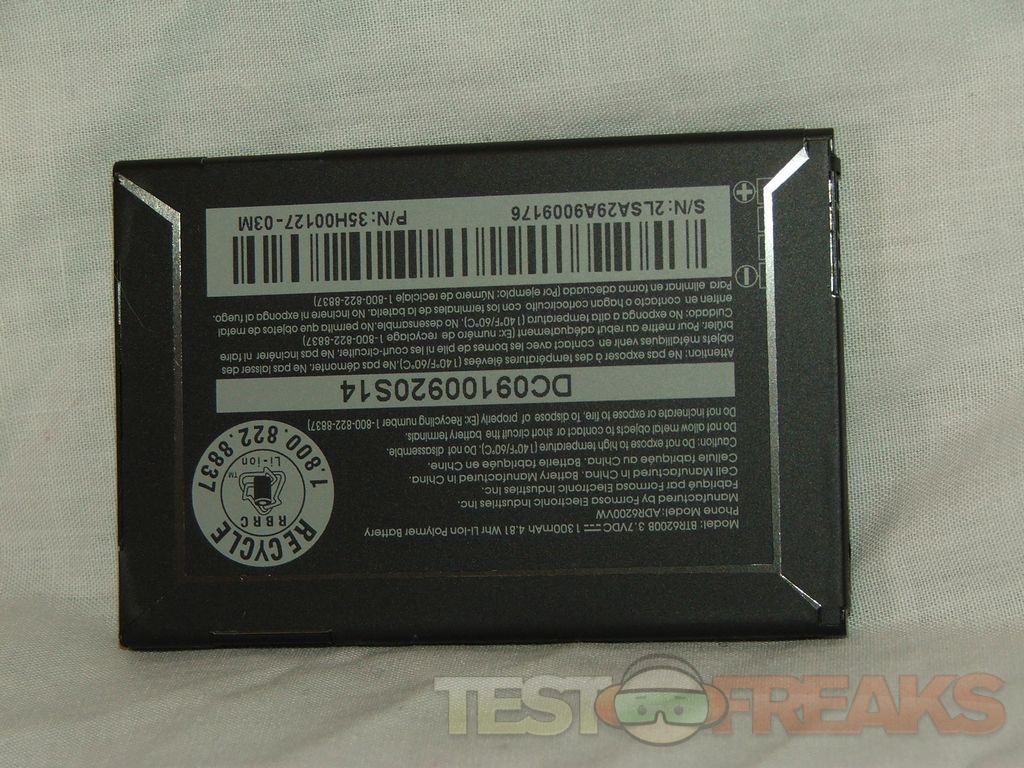 Model: BTR6200B 3.7VDC 1300mAh 4.81 Whr Li-Ion Polymer Battery
Phone Model: ADR6200VW
Manufactured by Formosa Electronic Industries Inc.
Fabriqué par Formosa Electronic Industries Inc.
Cell Manufactured in China. Battery Manufactured in China.
Cellule fabriquée au China. Batterie fabriquée en China.
Caution: Do not expose to high temperature (140°F/60°C). Do not disassemble.
Do not allow metal objects to contact or short circuit the battery terminals.
Do not incinerate or expose to fire, to dispose of properly (Ex: Recycling number 1-800-822-8837)
RECYCLE
RBRC
Li-Ion
TM
1.800.822.8837
DC09100920S14
Attention: Ne pas exposer à des températures élevées (140°F/60°C). Ne pas démonter. Ne pas laisser des
objets métalliques venir en contact avec les bornes de pile ni les court-circuiter. Ne pas incinérer ni faire
brûler. Pour mettre au rebut adéquatement (Ex: numéro de recyclage 1-800-822-8837)
Cuidado: No exponga a alta temperatura (140°F/60°C). No desensamble. No permita que objetos de metal
entren en contacto o hagan cortocircuito con los termindes de la batería. No incinere ni exponga al fuego.
Para eliminar en forma adecuada (Por ejemplo: Número de reciclaje 1-800-822-8837)
S/N: 2LSA29A9009176 P/N: 35H00127-03M
TESTFREAKS